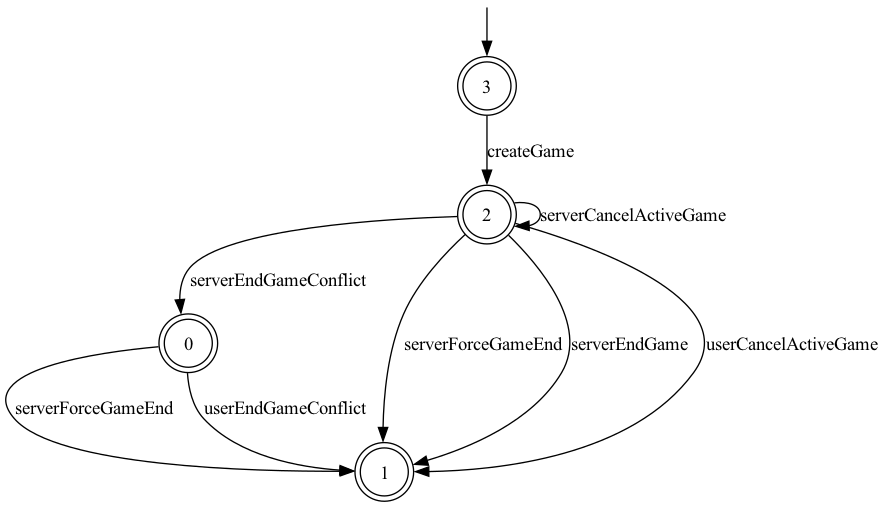 3
createGame
2
serverCancelActiveGame
serverEndGameConflict
0
serverForceGameEnd
serverEndGame
userCancelActiveGame
serverForceGameEnd
userEndGameConflict
1